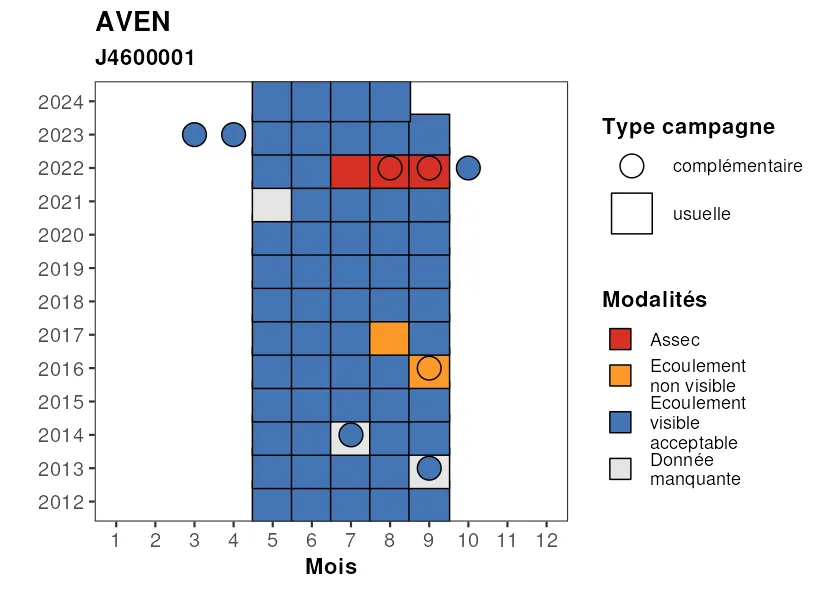 AVEN
J4600001
2024
2023
2022
2021
2020
2019
2018
2017
2016
2015
2014
2013
2012
1 2 3 4 5 6 7 8 9 10 11 12
Mois
Type campagne
complémentaire
usuelle
Modalités
Assec
Ecoulement
non visible
Ecoulement
visible
acceptable
Donnée
manquante